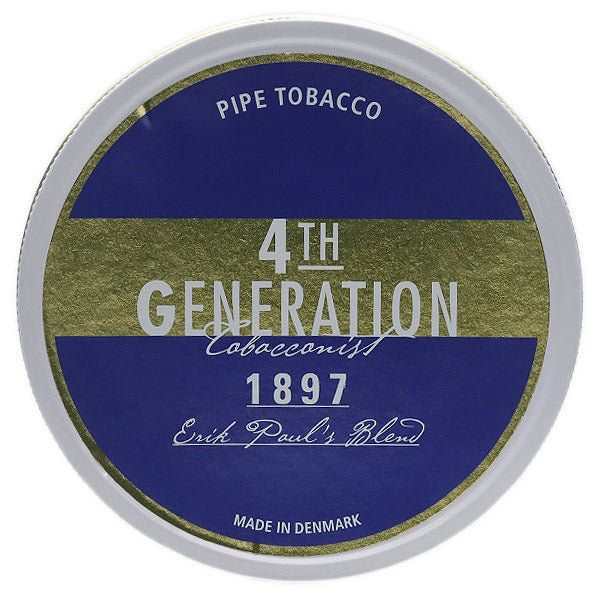 PIPE TOBACCO
4TH
GENERATION
Tobacconist
1897
Erik Paul's Blend
MADE IN DENMARK